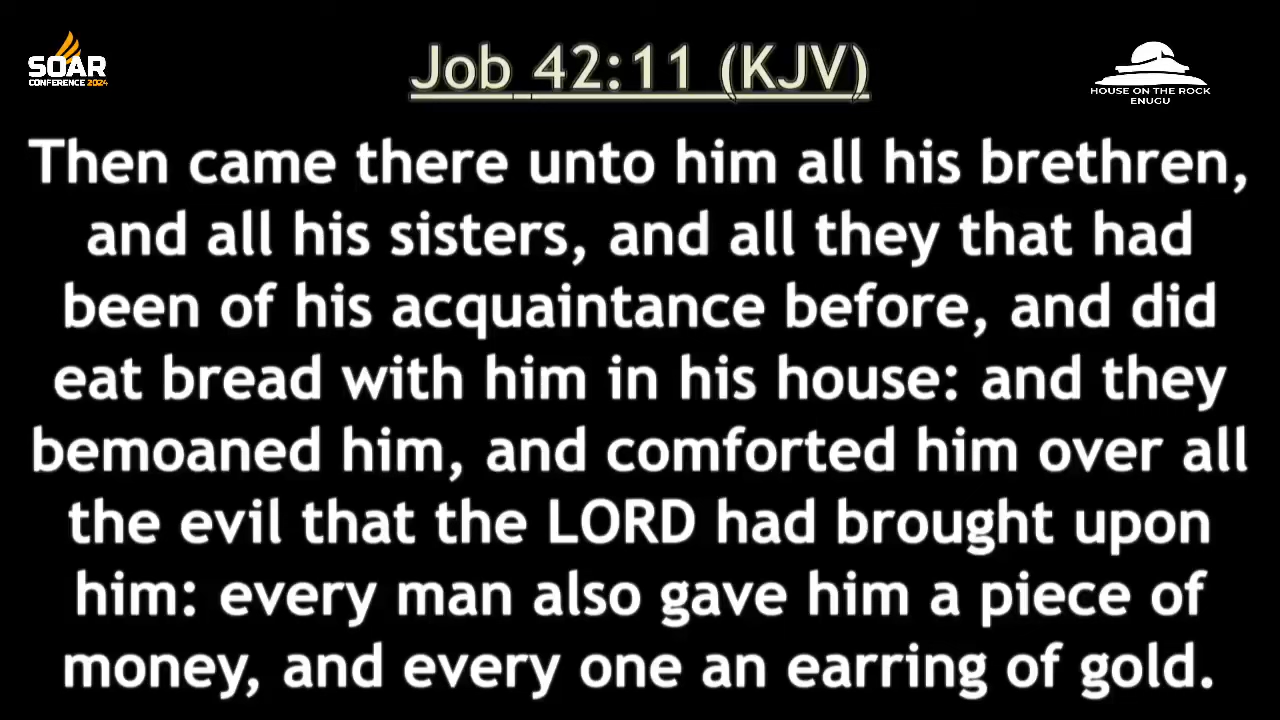 SOAR
CONFERENCE 2024
Job 42:11 (KJV)
HOUSE ON THE ROCK
ENUGU
Then came there unto him all his brethren,
and all his sisters, and all they that had
been of his acquaintance before, and did
eat bread with him in his house: and they
bemoaned him, and comforted him over all
the evil that the LORD had brought upon
him: every man also gave him a piece of
money, and every one an earring of gold.